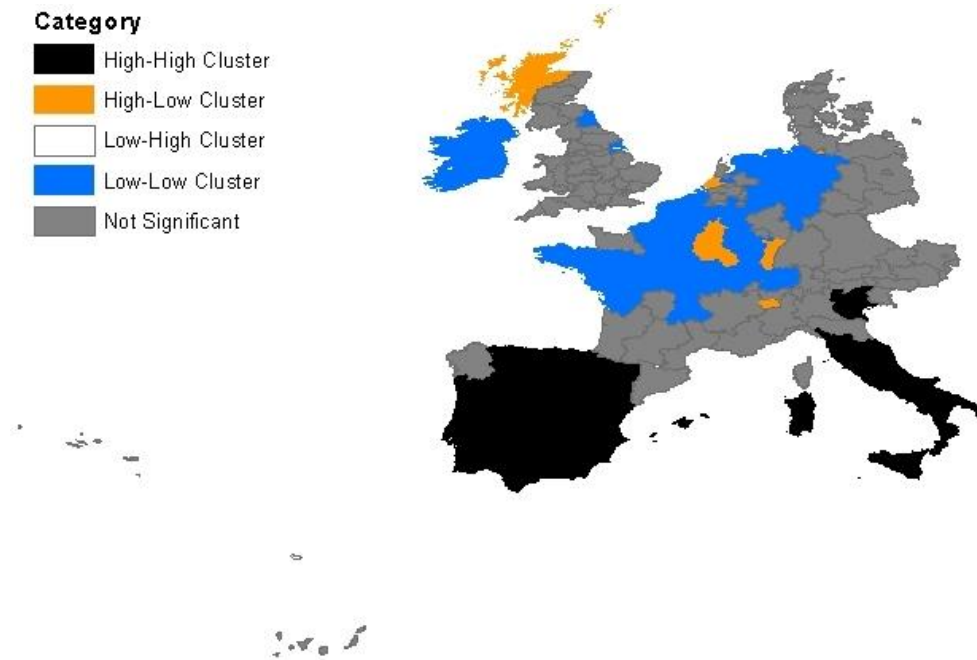 Category
High-High Cluster
High-Low Cluster
Low-High Cluster
Low-Low Cluster
Not Significant